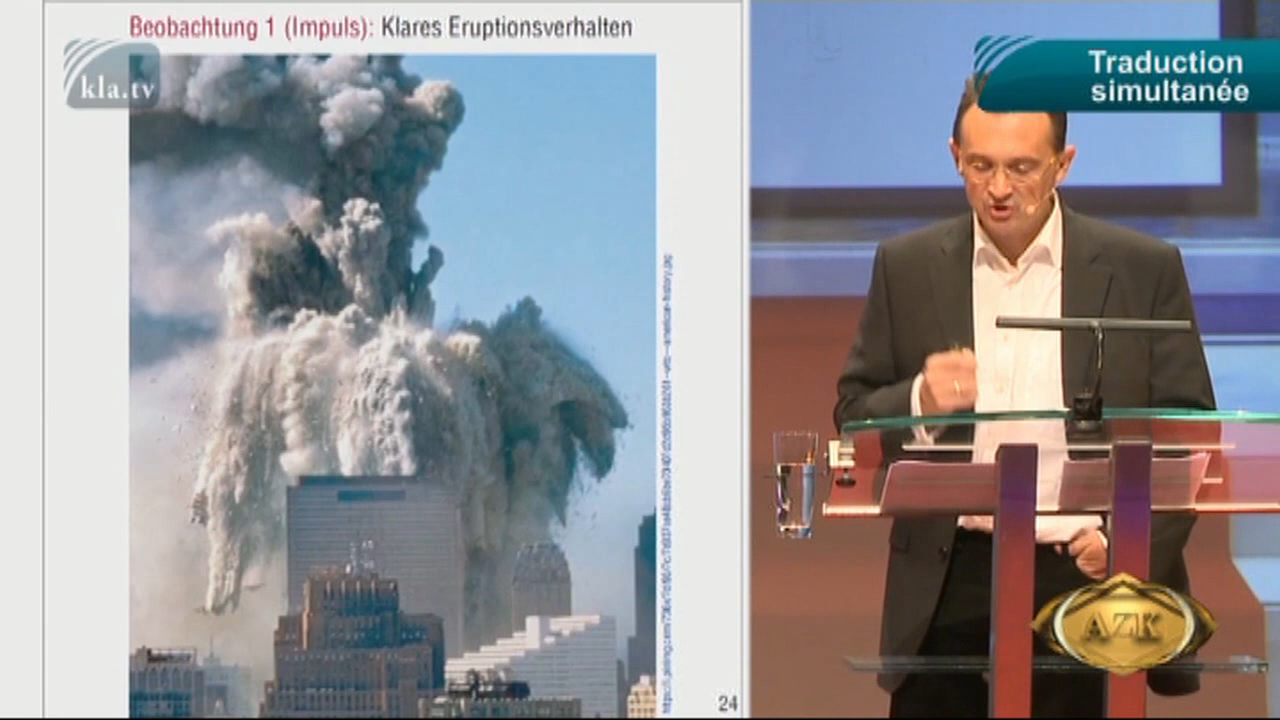 Beobachtung 1 (Impuls): Klares Eruptionsverhalten
kla.tv
Traduction
simultanée
AZK
24